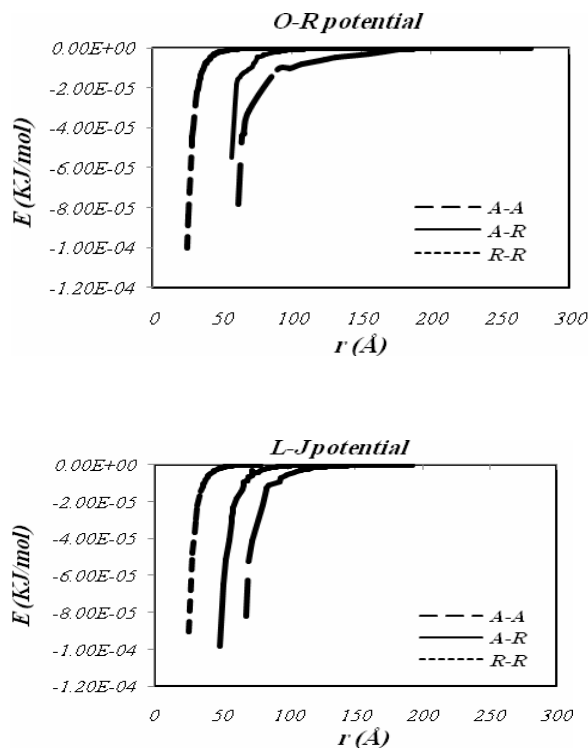 O-R potential
0.00E+00
-2.00E-05
-4.00E-05
-6.00E-05
-8.00E-05
-1.00E-04
-1.20E-04
E (KJ/mol)
A-A
A-R
R-R
0 50 100 150 200 250 300
r (Å)
L-J potential
0.00E+00
-2.00E-05
-4.00E-05
-6.00E-05
-8.00E-05
-1.00E-04
-1.20E-04
E (KJ/mol)
A-A
A-R
R-R
0 50 100 150 200 250 300
r (Å)